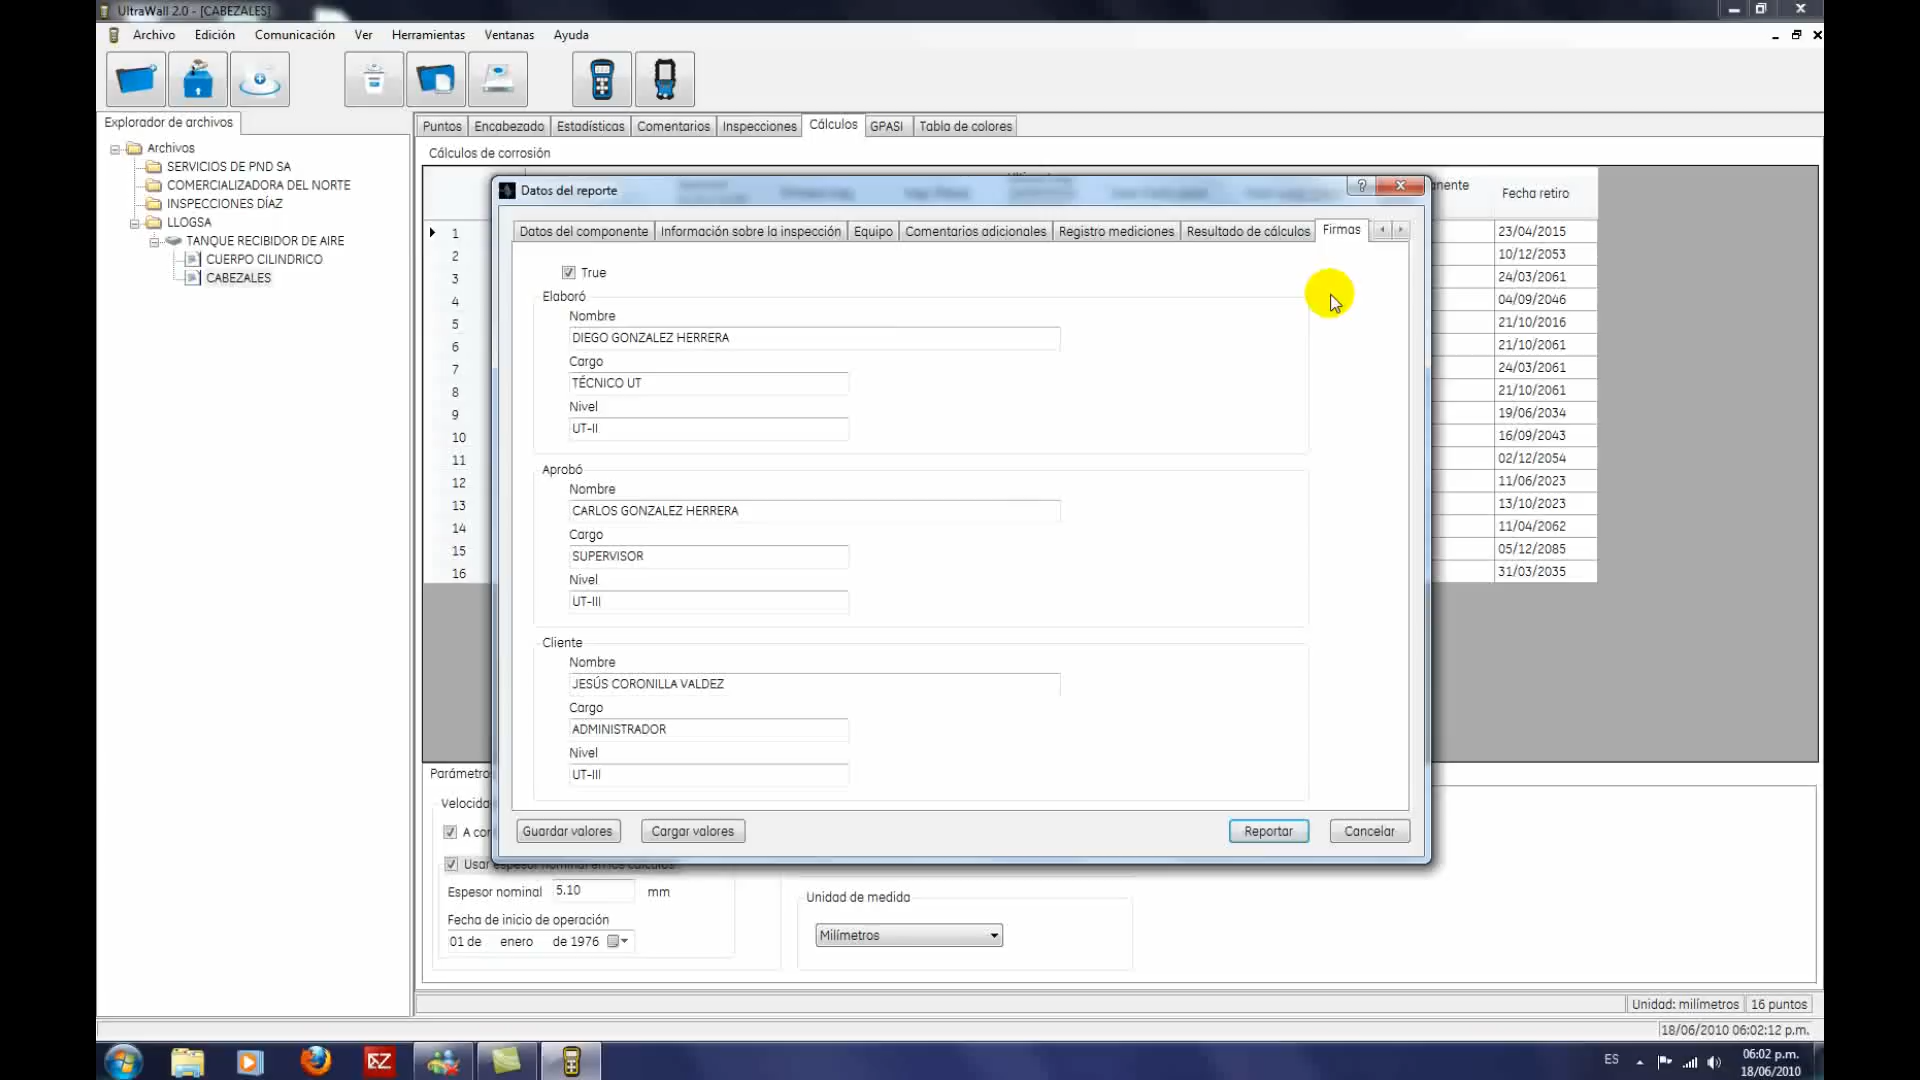 UltraWall 2.0 - [CABEZALES]
Archivo Edición Comunicación Ver Herramientas Ventanas Ayuda
Explorador de archivos
Archivos
SERVICIOS DE PND SA
COMERCIALIZADORA DEL NORTE
INSPECCIONES DÍAZ
LLOGSA
TANQUE RECIBIDOR DE AIRE
CUERPO CILINDRICO
CABEZALES
Puntos Encabezado Estadísticas Comentarios Inspecciones Cálculos GPASI Tabla de colores
Cálculos de corrosión
Fecha retiro
1 23/04/2015
2 10/12/2053
3 24/03/2061
4 04/09/2046
5 21/10/2016
6 21/10/2061
7 24/03/2061
8 21/10/2061
9 19/06/2034
10 16/09/2043
11 02/12/2054
12 11/06/2023
13 13/10/2023
14 11/04/2062
15 05/12/2085
16 31/03/2035
Datos del reporte
Datos del componente Información sobre la inspección Equipo Comentarios adicionales Registro mediciones Resultado de cálculos Firmas
True
Elaboró
Nombre
DIEGO GONZALEZ HERRERA
Cargo
TÉCNICO UT
Nivel
UT-II
Aprobó
Nombre
CARLOS GONZALEZ HERRERA
Cargo
SUPERVISOR
Nivel
UT-III
Cliente
Nombre
JESÚS CORONILLA VALDEZ
Cargo
ADMINISTRADOR
Nivel
UT-III
Guardar valores Cargar valores Reportar Cancelar
Parámetro
Velocida
A cor
Usar espesor nominal en los cálculos
Espesor nominal 5.10 mm
Fecha de inicio de operación
01 de enero de 1976
Unidad de medida
Milímetros
Unidad: milímetros 16 puntos
18/06/2010 06:02:12 p.m.
ES 06:02 p.m.
18/06/2010